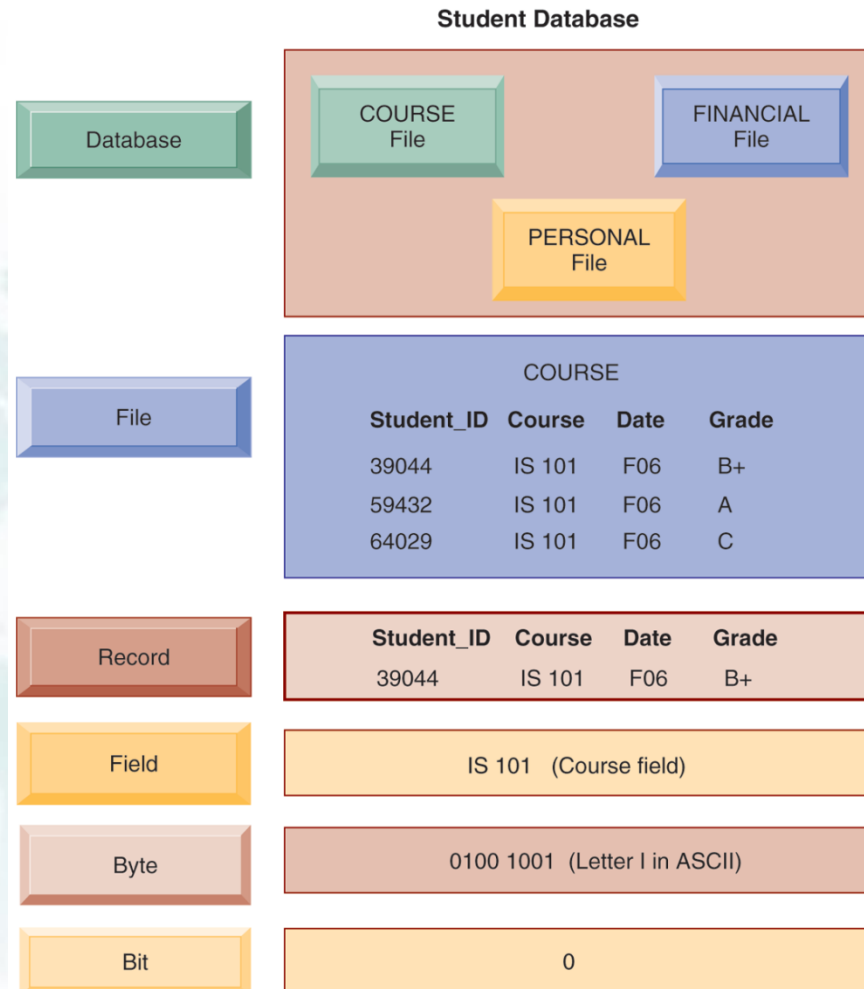 Student Database
Database
COURSE
File
FINANCIAL
File
PERSONAL
File
File
COURSE
Student_ID Course Date Grade
39044 IS 101 F06 B+
59432 IS 101 F06 A
64029 IS 101 F06 C
Record
Student_ID Course Date Grade
39044 IS 101 F06 B+
Field
IS 101 (Course field)
Byte
0100 1001 (Letter I in ASCII)
Bit
0